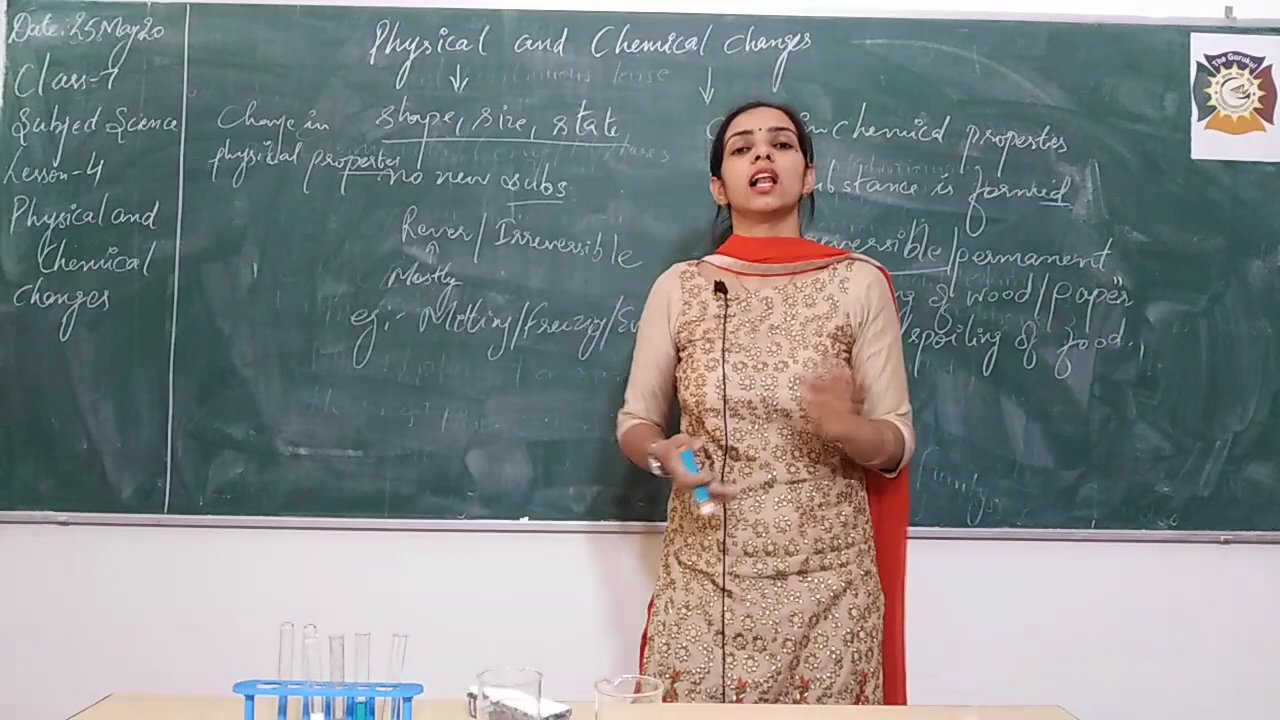 Date: 25 May 20
Class-7
Subject Science
Lesson-4
Physical and
Chemical
Changes
Physical and Chemical changes
Change in shape, size, state
physical properties no new subs
Rever/Irreversible
Mostly
eg:- Melting/freezing/
in chemical properties
substance is formed
/permanent
of wood/paper
spoiling of food.
The Gurukul